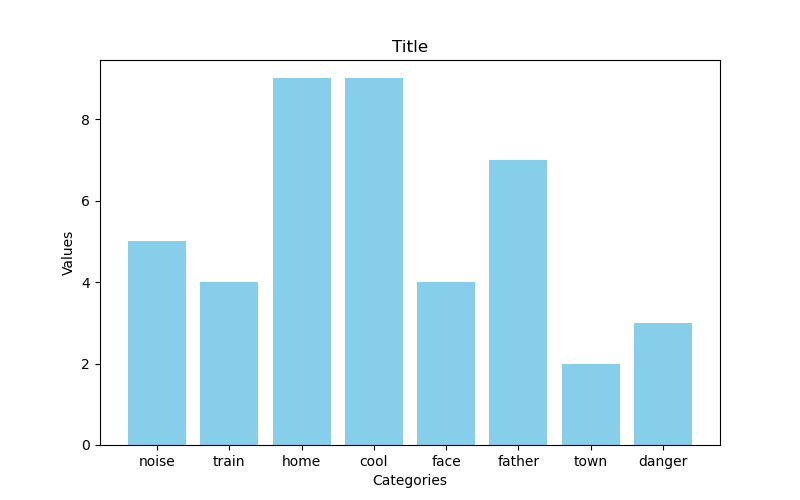 Title
Values
8
6
4
2
0
noise train home cool face father town danger
Categories